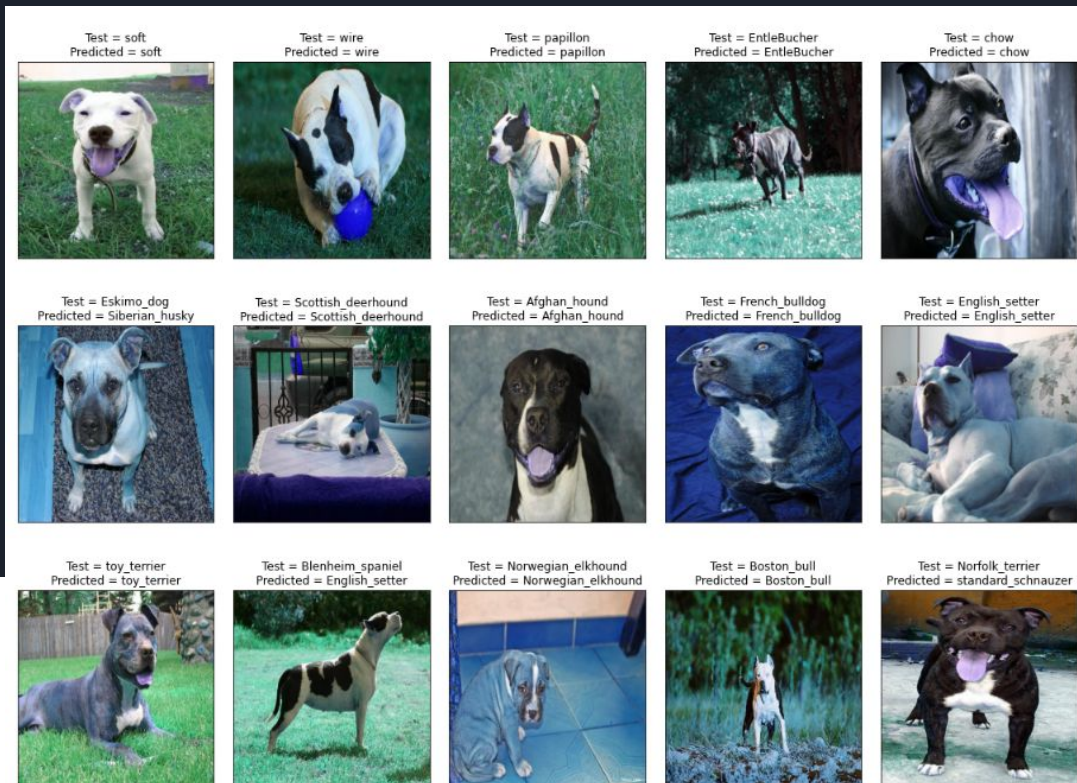 Test = soft
Predicted = soft
Test = wire
Predicted = wire
Test = papillon
Predicted = papillon
Test = EntleBucher
Predicted = EntleBucher
Test = chow
Predicted = chow
Test = Eskimo_dog
Predicted = Siberian_husky
Test = Scottish_deerhound
Predicted = Scottish_deerhound
Test = Afghan_hound
Predicted = Afghan_hound
Test = French_bulldog
Predicted = French_bulldog
Test = English_setter
Predicted = English_setter
Test = toy_terrier
Predicted = toy_terrier
Test = Blenheim_spaniel
Predicted = English_setter
Test = Norwegian_elkhound
Predicted = Norwegian_elkhound
Test = Boston_bull
Predicted = Boston_bull
Test = Norfolk_terrier
Predicted = standard_schnauzer